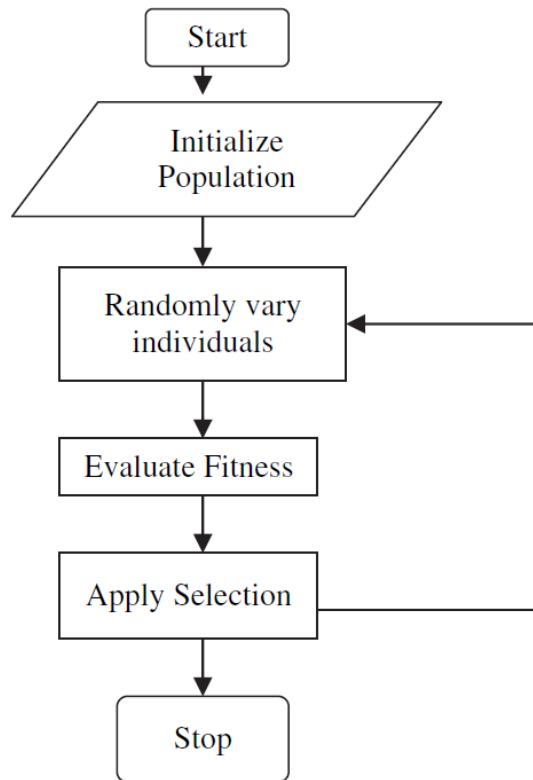 Start
Initialize
Population
Randomly vary
individuals
Evaluate Fitness
Apply Selection
Stop